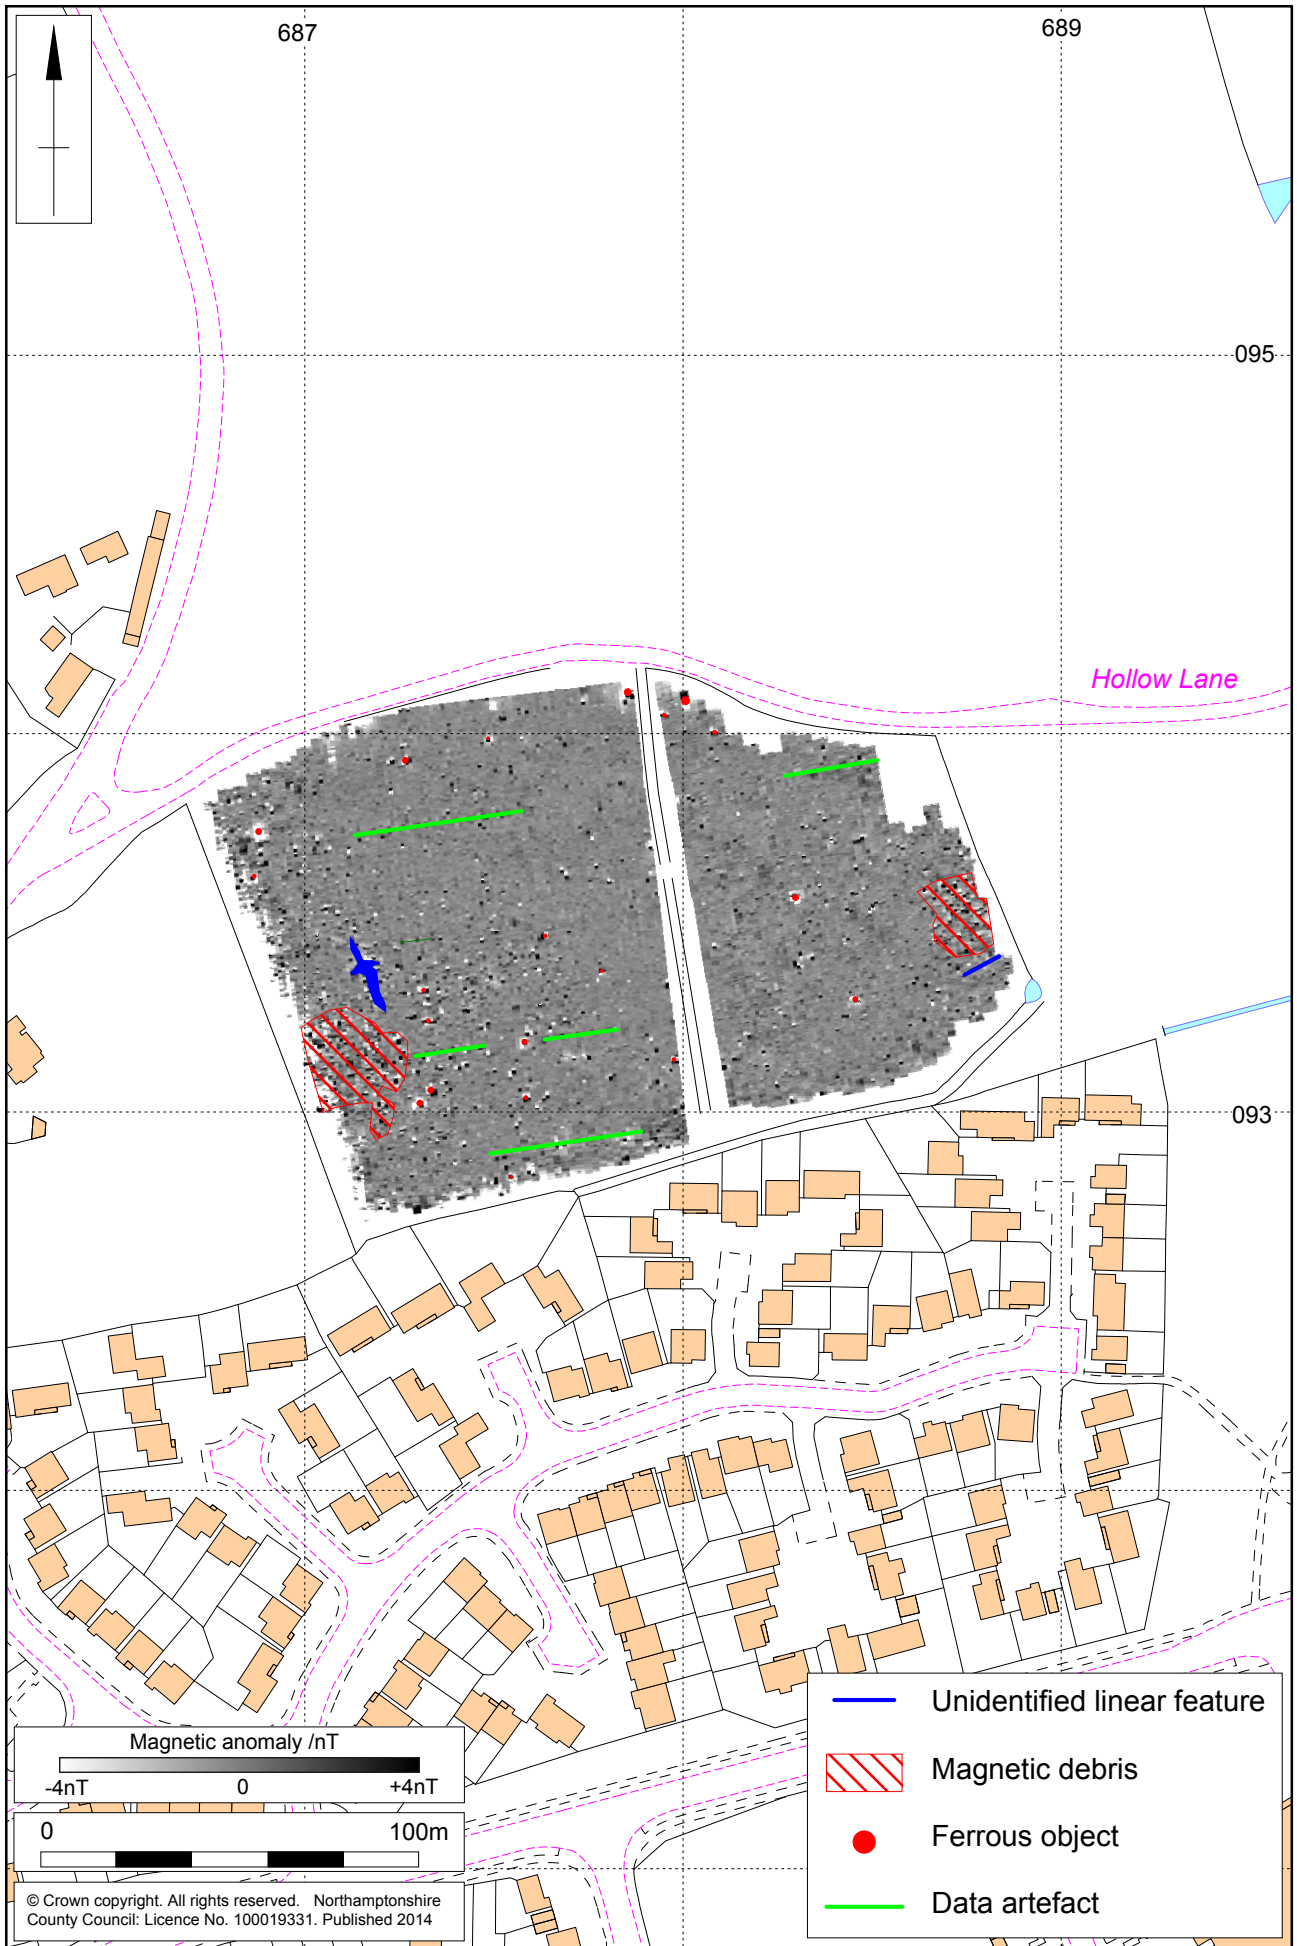 687
689
095
Hollow Lane
093
Unidentified linear feature
Magnetic debris
Ferrous object
Data artefact
Magnetic anomaly /nT
-4nT 0 +4nT
0 100m
© Crown copyright. All rights reserved. Northamptonshire
County Council: Licence No. 100019331. Published 2014